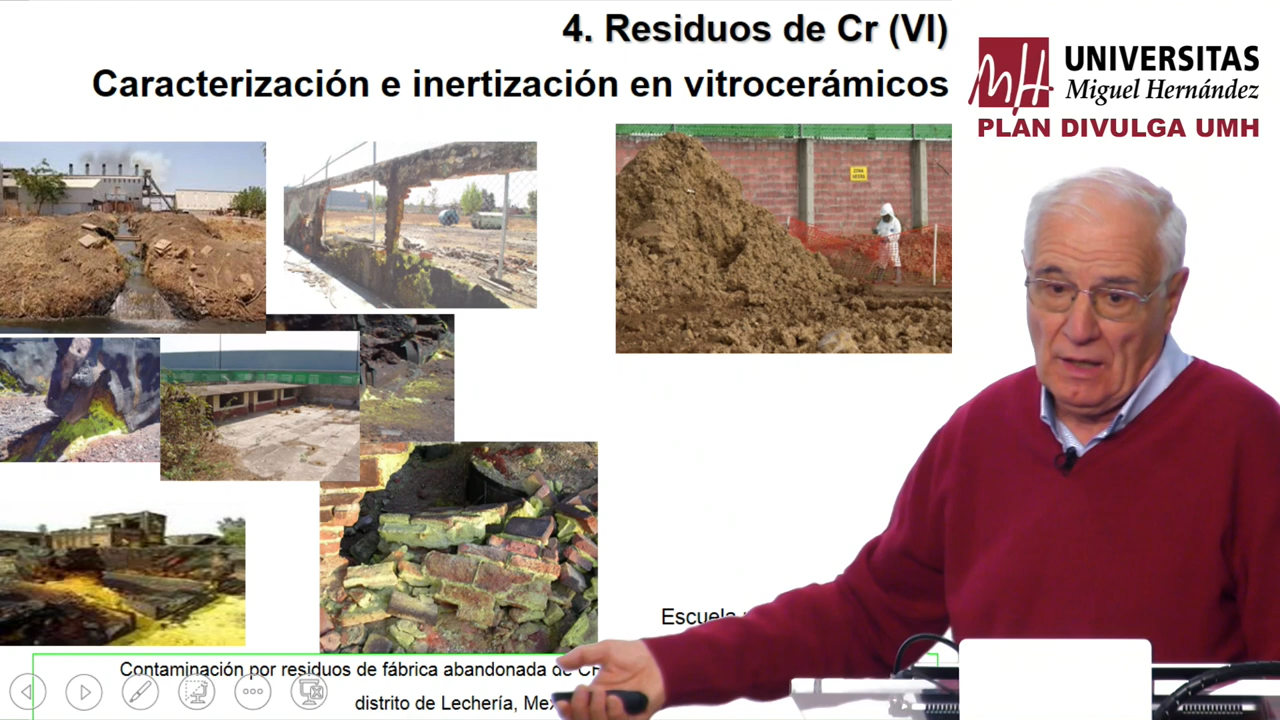 4. Residuos de Cr (VI)
Caracterización e inertización en vitrocerámicos
UNIVERSITAS
Miguel Hernández
PLAN DIVULGA UMH
Escuela
Contaminación por residuos de fábrica abandonada de
distrito de Lechería,